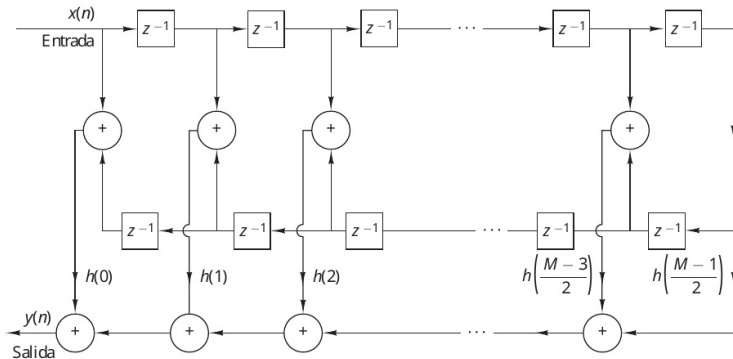 x(n)
Entrada
z⁻¹ z⁻¹ z⁻¹ ⋯ z⁻¹ z⁻¹
+ + + +
z⁻¹ z⁻¹ z⁻¹ ⋯ z⁻¹ z⁻¹
h(0) h(1) h(2) h((M − 3)/2) h((M − 1)/2)
y(n)
+ + + ⋯ +
Salida